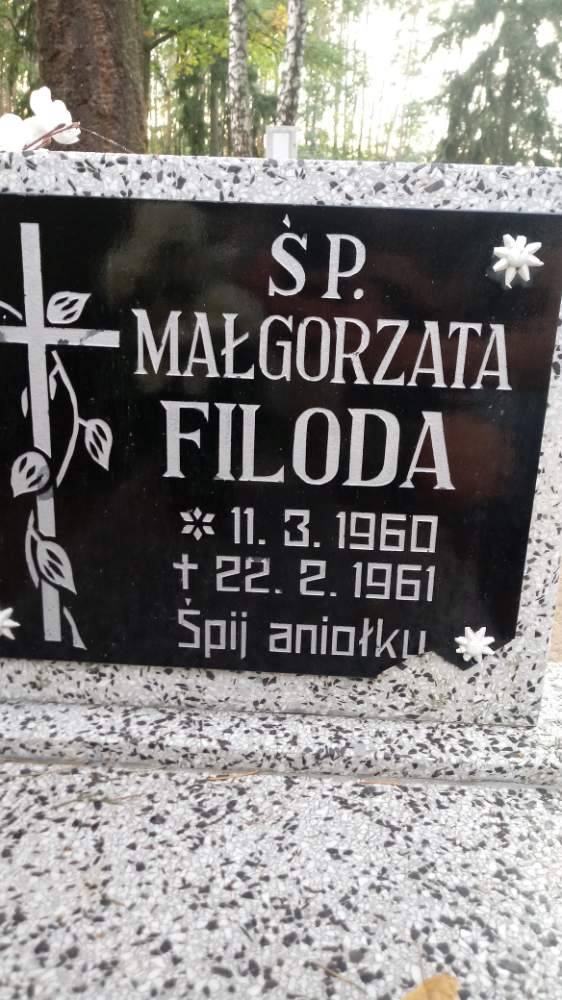 Ś P.
MAŁGORZATA
FILODA
* 11. 3. 1960
† 22. 2. 1961
Śpij aniołku